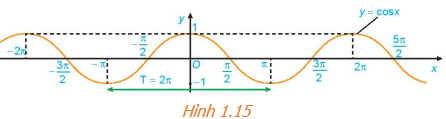 y
1
y = cosx
−2π
−3π/2
−π
−π/2
O
π/2
π
3π/2
2π
5π/2
x
T = 2π
−1
Hình 1.15